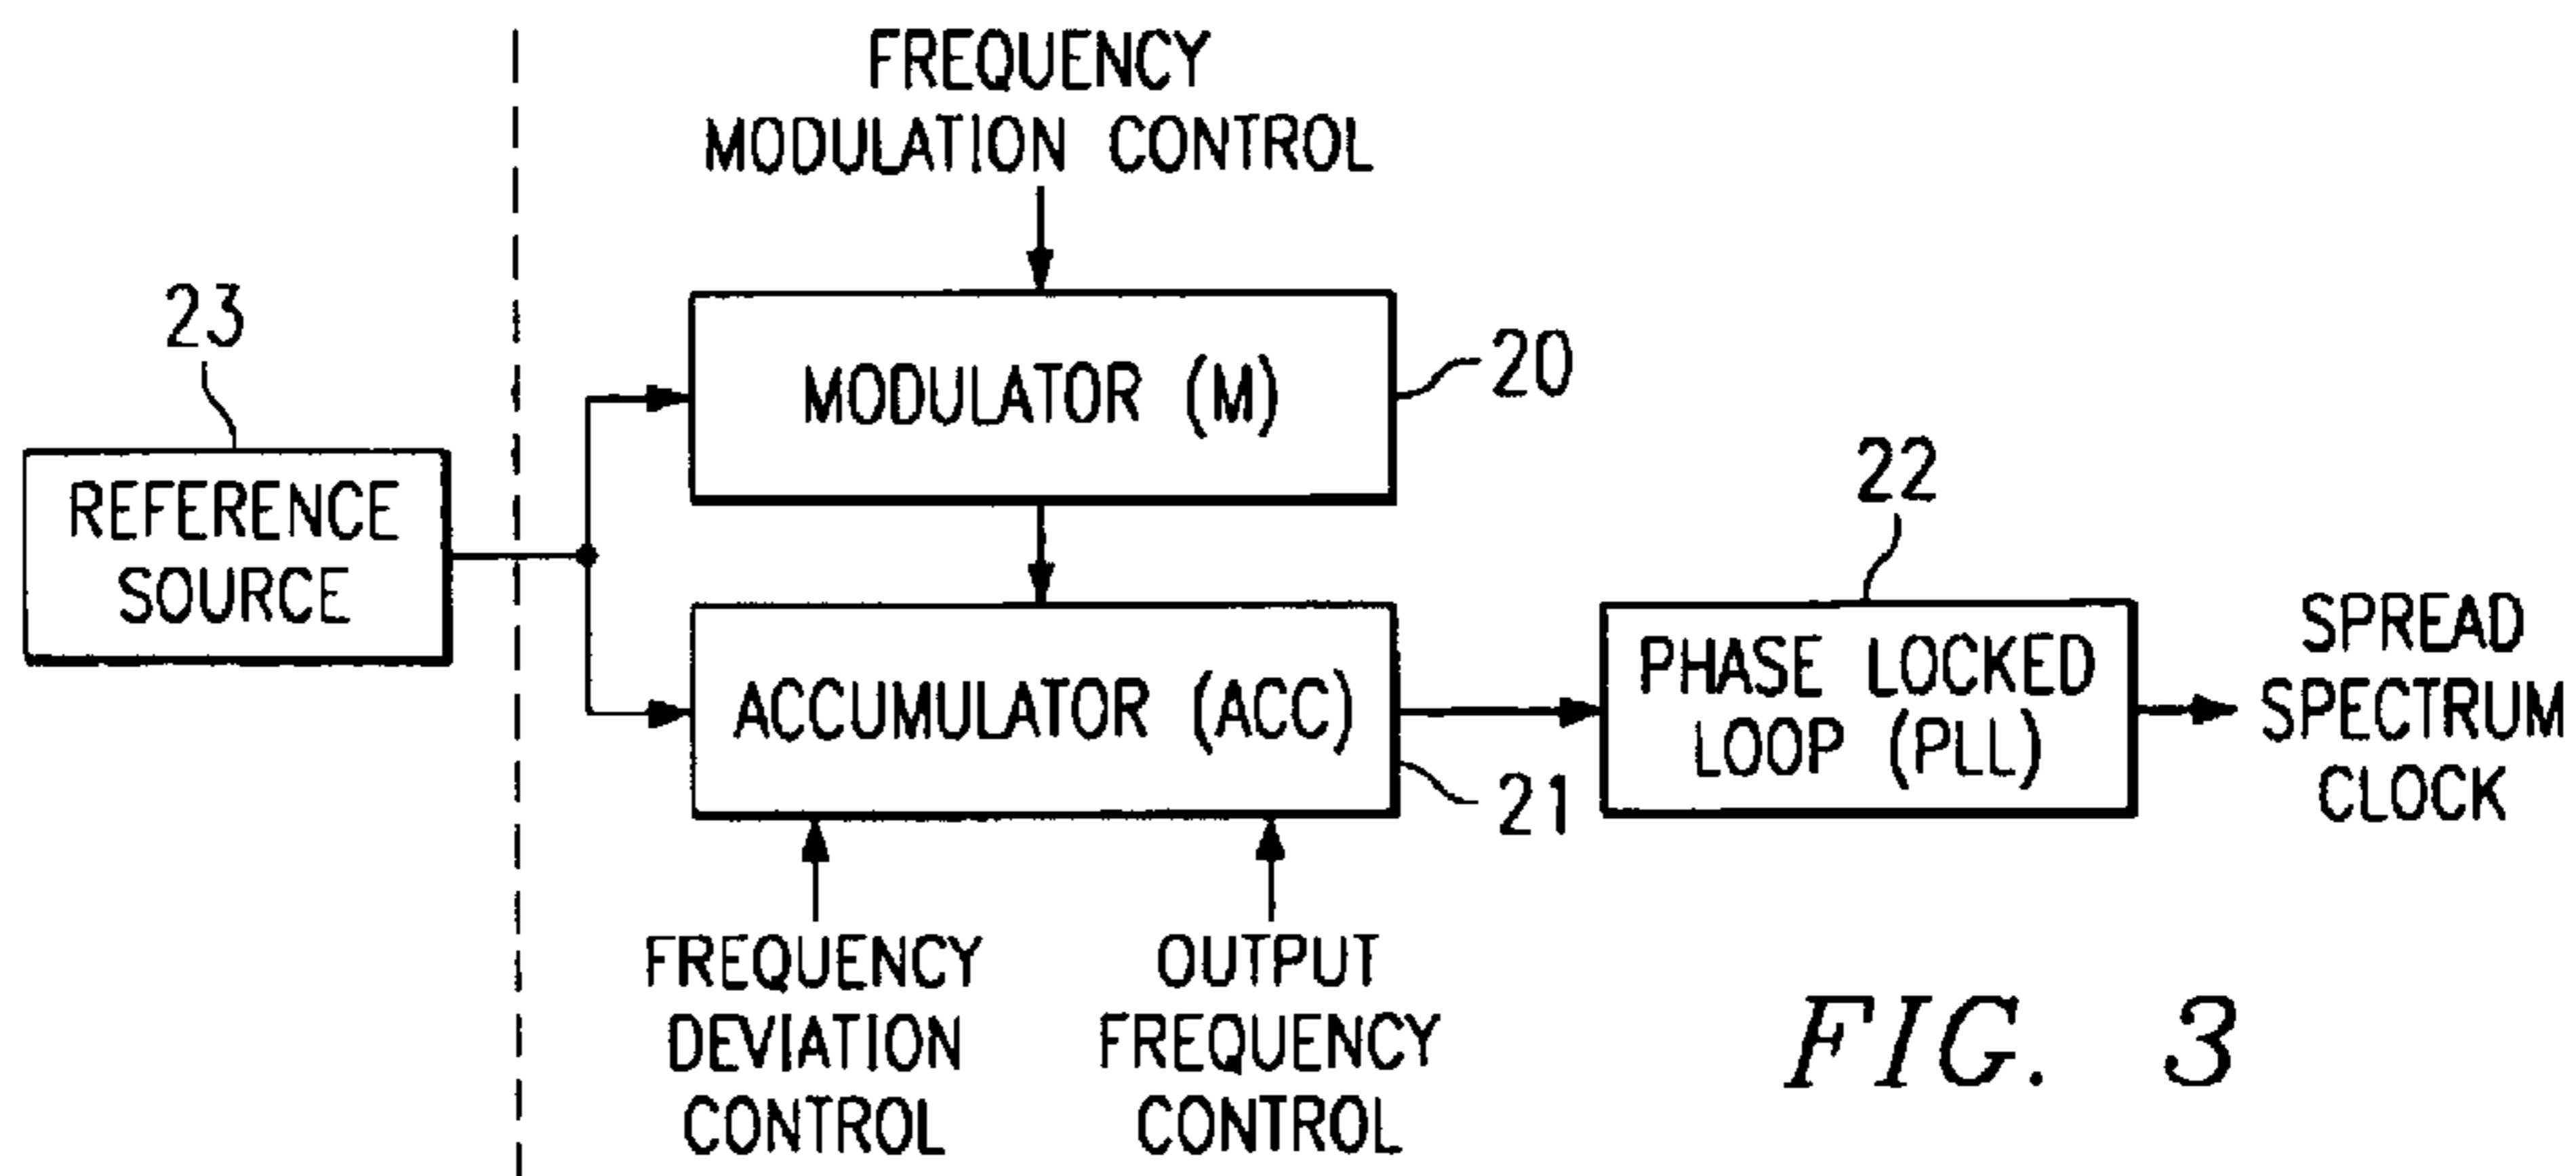 FREQUENCY
MODULATION CONTROL
23
MODULATOR (M)
20
REFERENCE
SOURCE
22
ACCUMULATOR (ACC)
21
PHASE LOCKED
LOOP (PLL)
SPREAD
SPECTRUM
CLOCK
FREQUENCY
DEVIATION
CONTROL
OUTPUT
FREQUENCY
CONTROL
FIG. 3